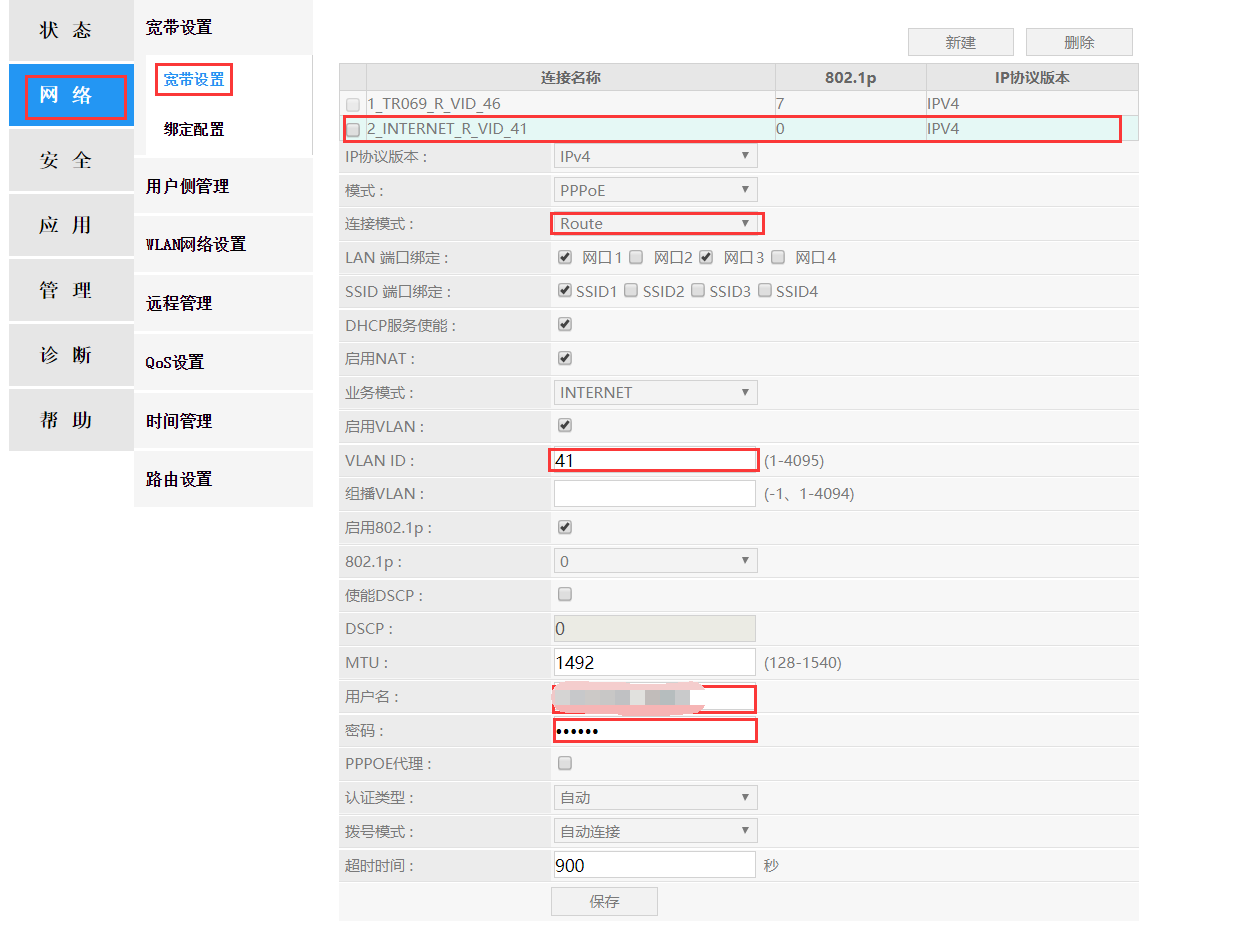 状 态
网 络
安 全
应 用
管 理
诊 断
帮 助
宽带设置
宽带设置
绑定配置
用户侧管理
WLAN网络设置
远程管理
QoS设置
时间管理
路由设置
新建 删除
连接名称 802.1p IP协议版本
1_TR069_R_VID_46 7 IPV4
2_INTERNET_R_VID_41 0 IPV4
IP协议版本 : IPv4
模式 : PPPoE
连接模式 : Route
LAN 端口绑定 : 网口1 网口2 网口3 网口4
SSID 端口绑定 : SSID1 SSID2 SSID3 SSID4
DHCP服务使能 :
启用NAT :
业务模式 : INTERNET
启用VLAN :
VLAN ID : 41 (1-4095)
组播VLAN : (-1、1-4094)
启用802.1p :
802.1p : 0
使能DSCP :
DSCP : 0
MTU : 1492 (128-1540)
用户名 :
密码 : ••••••
PPPOE代理 :
认证类型 : 自动
拨号模式 : 自动连接
超时时间 : 900 秒
保存